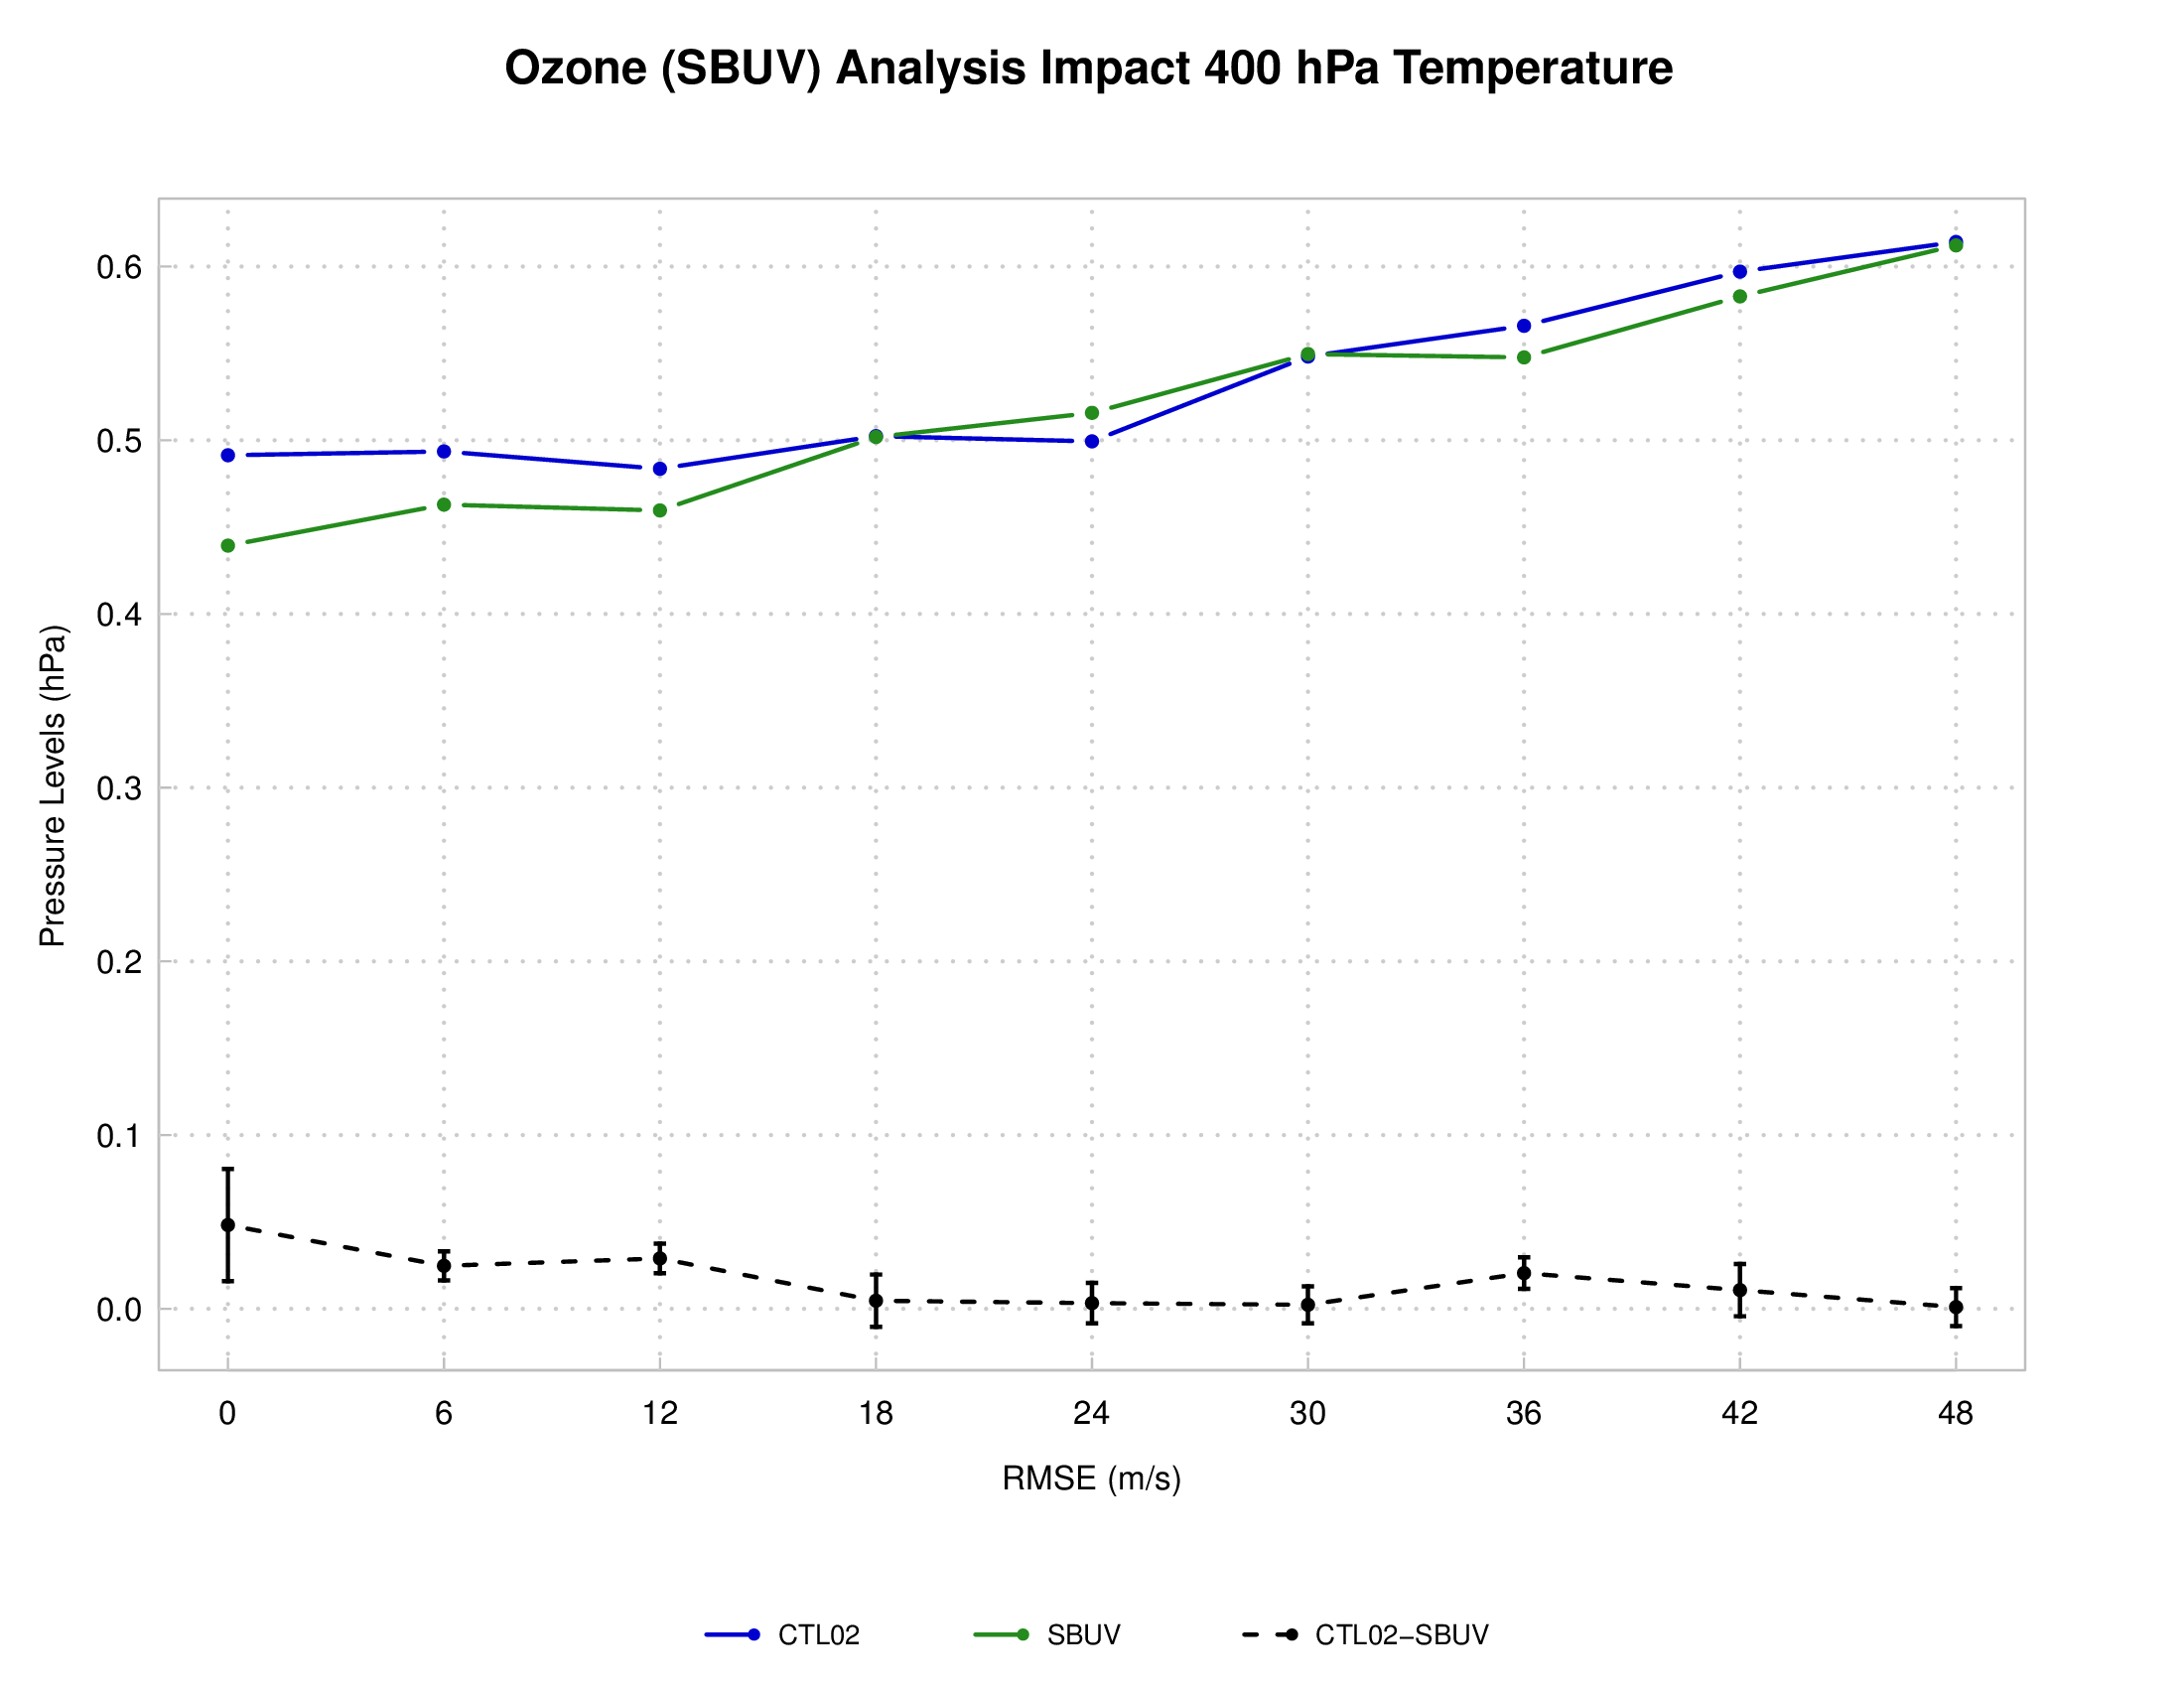 Ozone (SBUV) Analysis Impact 400 hPa Temperature
Pressure Levels (hPa)
0.6
0.5
0.4
0.3
0.2
0.1
0.0
0 6 12 18 24 30 36 42 48
RMSE (m/s)
CTL02 SBUV CTL02−SBUV